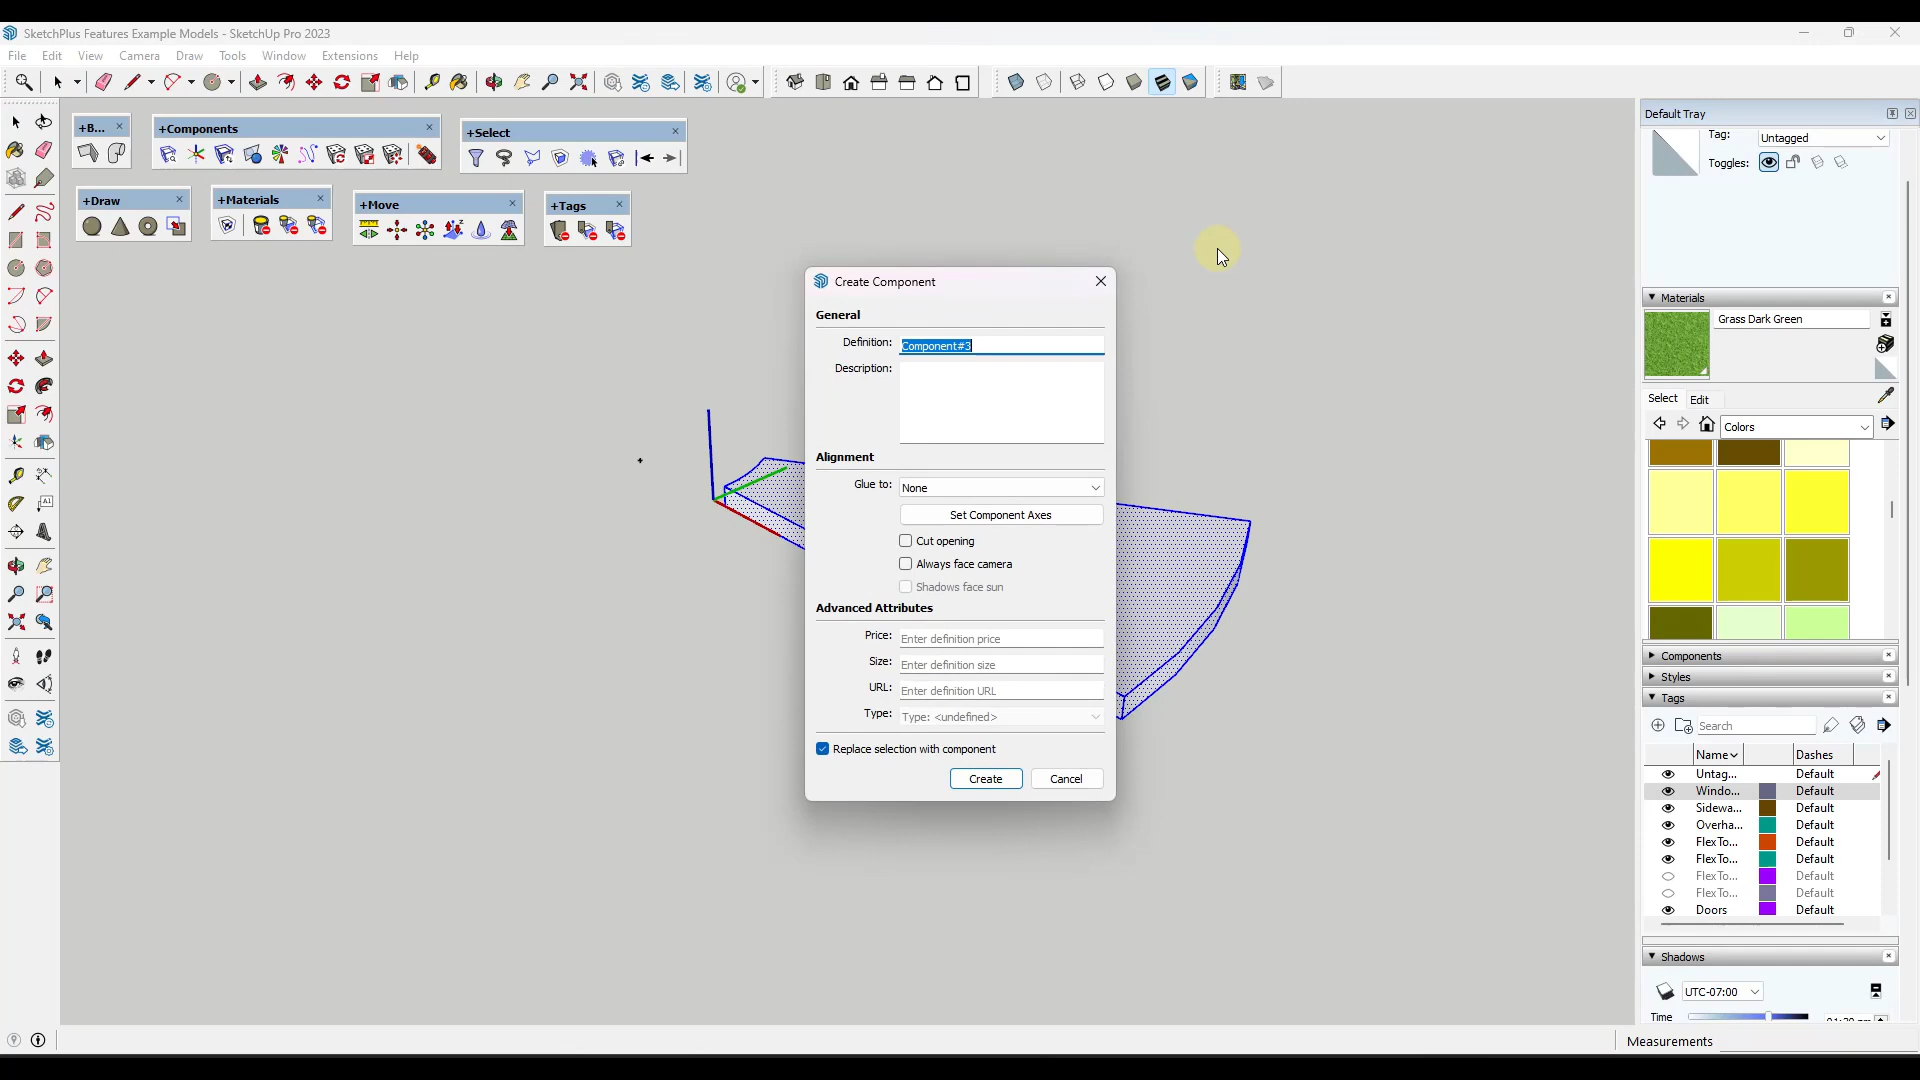 SketchPlus Features Example Models - SketchUp Pro 2023
File Edit View Camera Draw Tools Window Extensions Help
Default Tray
+B...
+Components
+Select
Tag: Untagged
Toggles:
+Draw
+Materials
+Move
+Tags
Create Component
General
Definition: Component#3
Description:
Alignment
Glue to: None
Set Component Axes
Cut opening
Always face camera
Shadows face sun
Advanced Attributes
Price: Enter definition price
Size: Enter definition size
URL: Enter definition URL
Type: Type: <undefined>
Replace selection with component
Create Cancel
Materials
Grass Dark Green
Select Edit
Colors
Components
Styles
Tags
Search
Name Dashes
Untag... Default
Windo... Default
Sidewa... Default
Overha... Default
FlexTo... Default
FlexTo... Default
FlexTo... Default
FlexTo... Default
Doors Default
Shadows
UTC-07:00
Time
Measurements